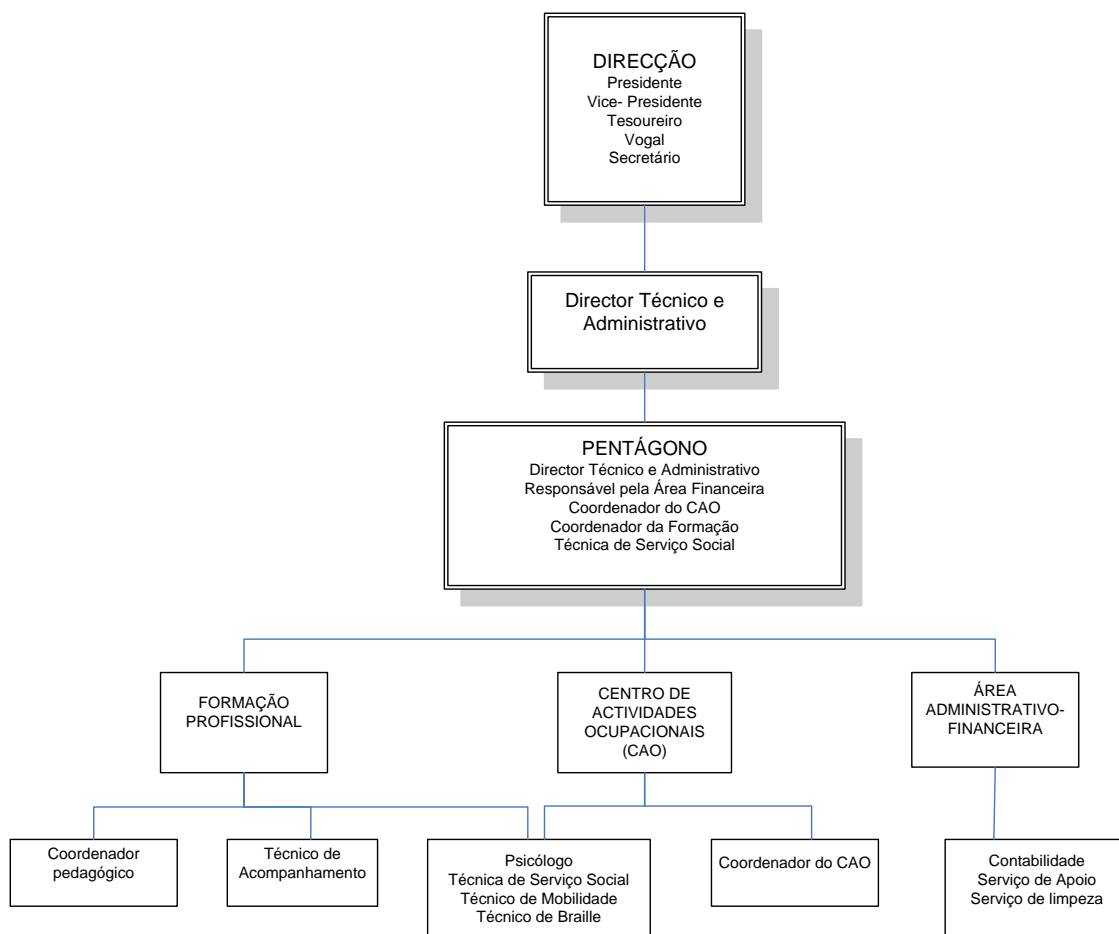 DIRECÇÃO
Presidente
Vice- Presidente
Tesoureiro
Vogal
Secretário
Director Técnico e
Administrativo
PENTÁGONO
Director Técnico e Administrativo
Responsável pela Área Financeira
Coordenador do CAO
Coordenador da Formação
Técnica de Serviço Social
FORMAÇÃO
PROFISSIONAL
CENTRO DE
ACTIVIDADES
OCUPACIONAIS
(CAO)
ÁREA
ADMINISTRATIVO-
FINANCEIRA
Coordenador
pedagógico
Técnico de
Acompanhamento
Psicólogo
Técnica de Serviço Social
Técnico de Mobilidade
Técnico de Braille
Coordenador do CAO
Contabilidade
Serviço de Apoio
Serviço de limpeza